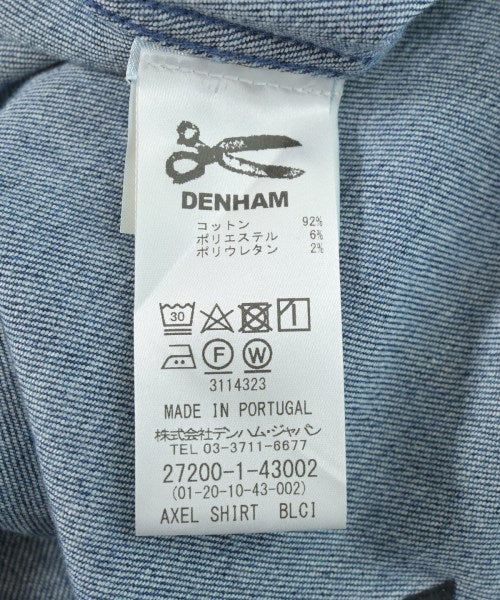 DENHAM
コットン 92%
ポリエステル 6%
ポリウレタン 2%
30 1
F W
3114323
MADE IN PORTUGAL
株式会社デンハム・ジャパン
TEL 03-3711-6677
27200-1-43002
(01-20-10-43-002)
AXEL SHIRT BLCI